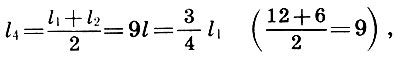 l₄ = (l₁ + l₂)/2 = 9l = 3/4 l₁ ((12 + 6)/2 = 9),